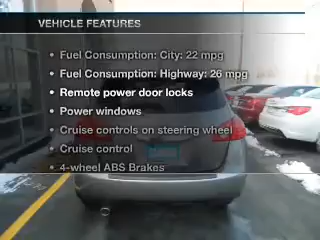 VEHICLE FEATURES
• Fuel Consumption: City: 22 mpg
• Fuel Consumption: Highway: 26 mpg
• Remote power door locks
• Power windows
• Cruise controls on steering wheel
• Cruise control
• 4-wheel ABS Brakes